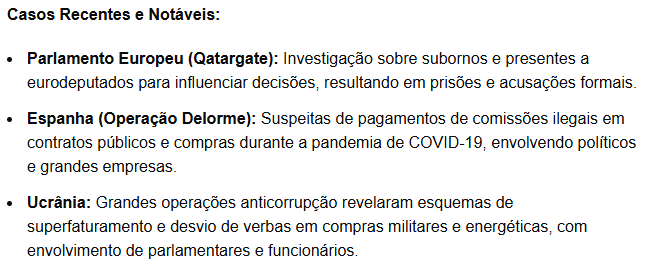 Casos Recentes e Notáveis:
• Parlamento Europeu (Qatargate): Investigação sobre subornos e presentes a
eurodeputados para influenciar decisões, resultando em prisões e acusações formais.
• Espanha (Operação Delorme): Suspeitas de pagamentos de comissões ilegais em
contratos públicos e compras durante a pandemia de COVID-19, envolvendo políticos
e grandes empresas.
• Ucrânia: Grandes operações anticorrupção revelaram esquemas de
superfaturamento e desvio de verbas em compras militares e energéticas, com
envolvimento de parlamentares e funcionários.